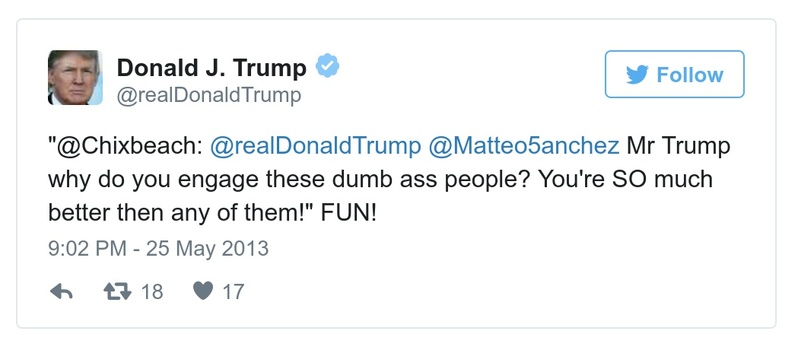 Donald J. Trump
@realDonaldTrump
Follow
"@Chixbeach: @realDonaldTrump @Matteo5anchez Mr Trump
why do you engage these dumb ass people? You're SO much
better then any of them!" FUN!
9:02 PM - 25 May 2013
18 17